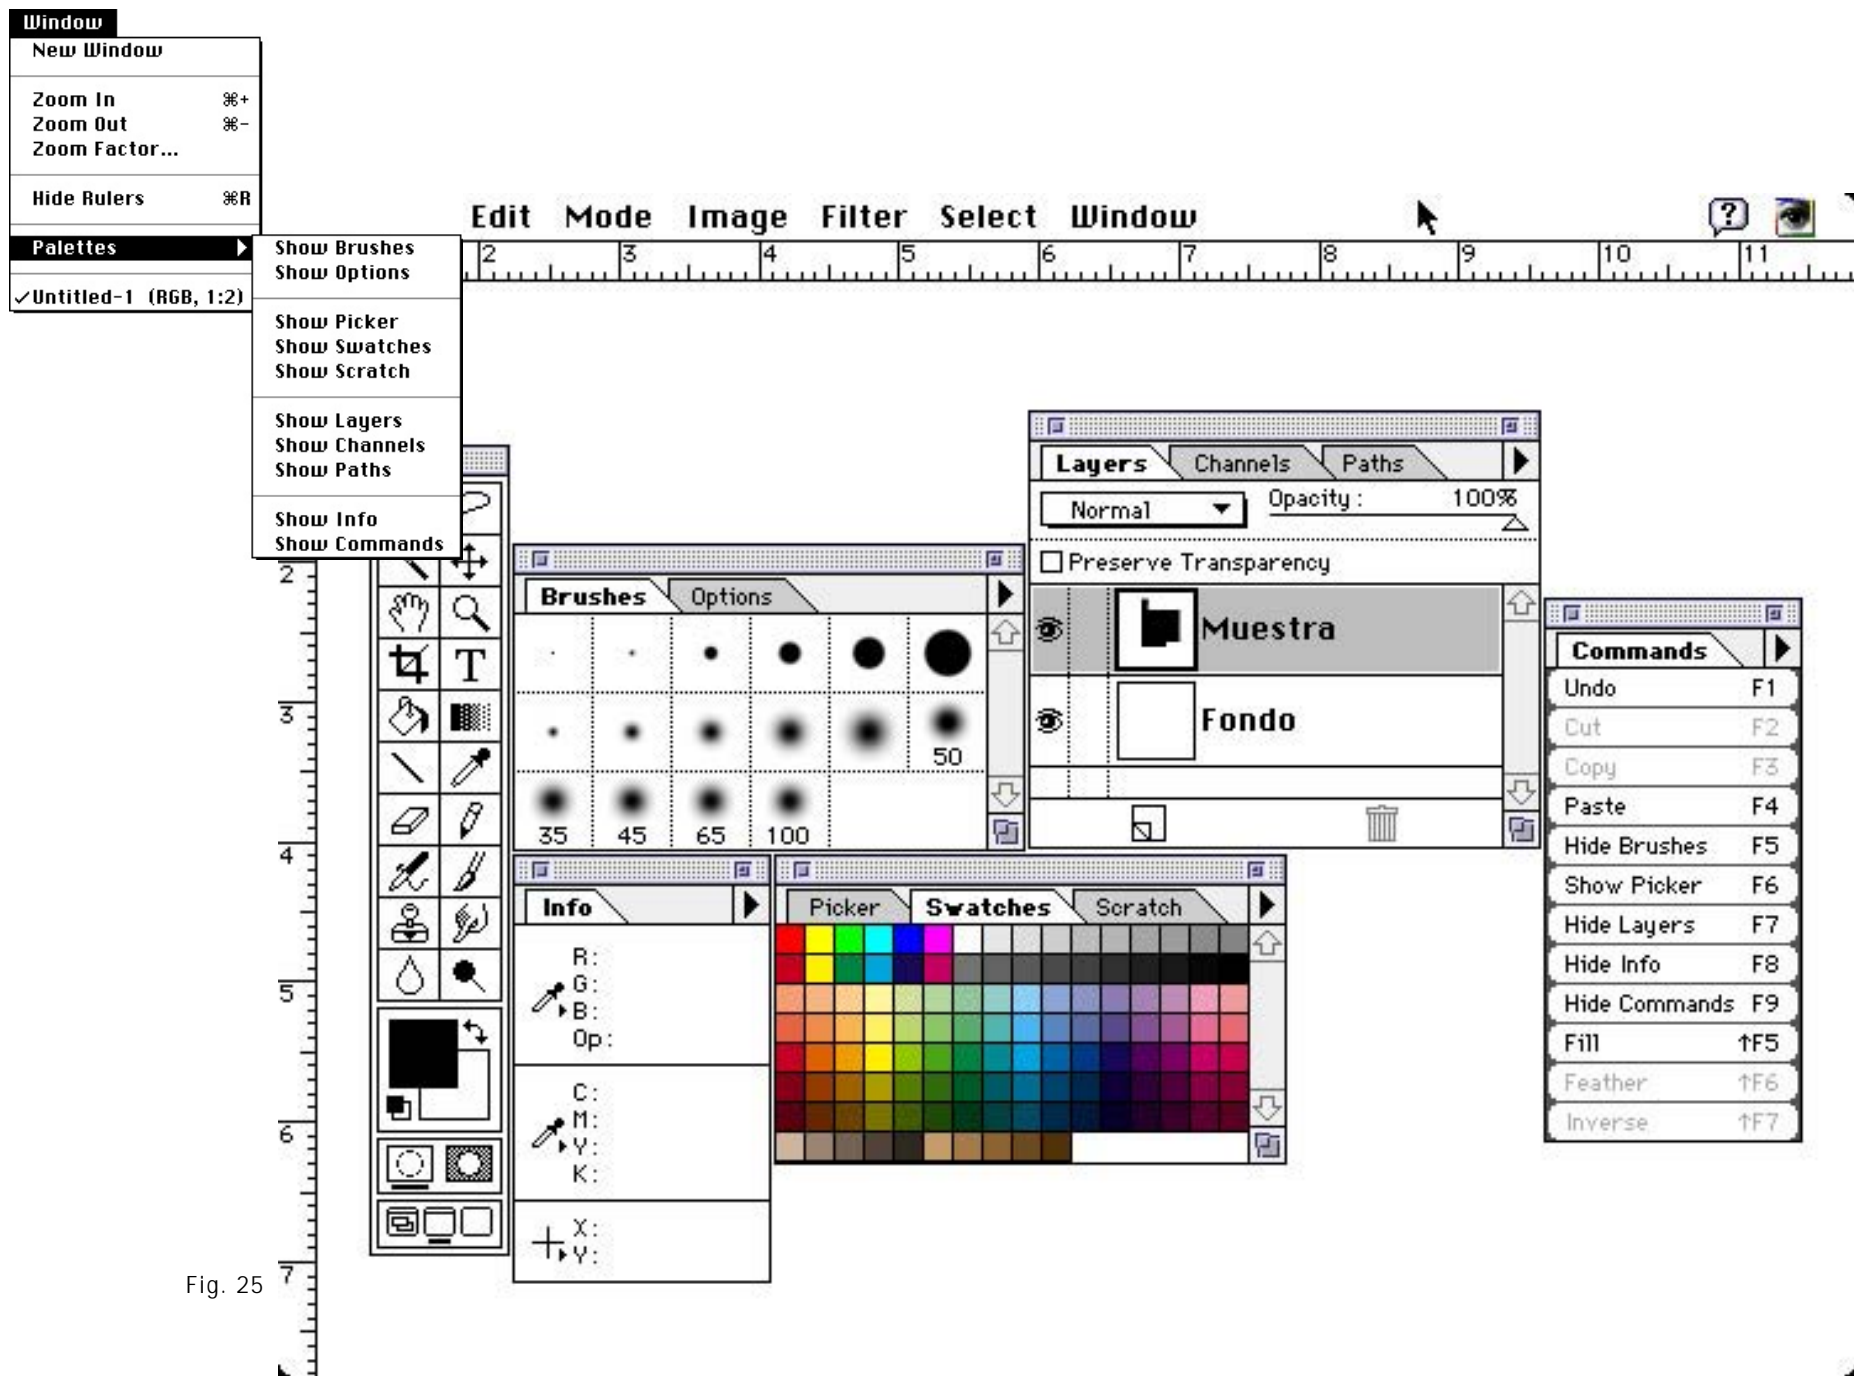 Window
New Window
Zoom In ⌘+
Zoom Out ⌘-
Zoom Factor...
Hide Rulers ⌘R
Palettes
✓Untitled-1 (RGB, 1:2)
Show Brushes
Show Options
Show Picker
Show Swatches
Show Scratch
Show Layers
Show Channels
Show Paths
Show Info
Show Commands
Edit Mode Image Filter Select Window
2 3 4 5 6 7 8 9 10 11
2
3
4
5
6
7
T
Brushes Options
50
35 45 65 100
Layers Channels Paths
Normal Opacity: 100%
Preserve Transparency
Muestra
Fondo
Commands
Undo F1
Cut F2
Copy F3
Paste F4
Hide Brushes F5
Show Picker F6
Hide Layers F7
Hide Info F8
Hide Commands F9
Fill ↑F5
Feather ↑F6
Inverse ↑F7
Info
R:
G:
B:
Op:
C:
M:
Y:
K:
X:
Y:
Picker Swatches Scratch
Fig. 25